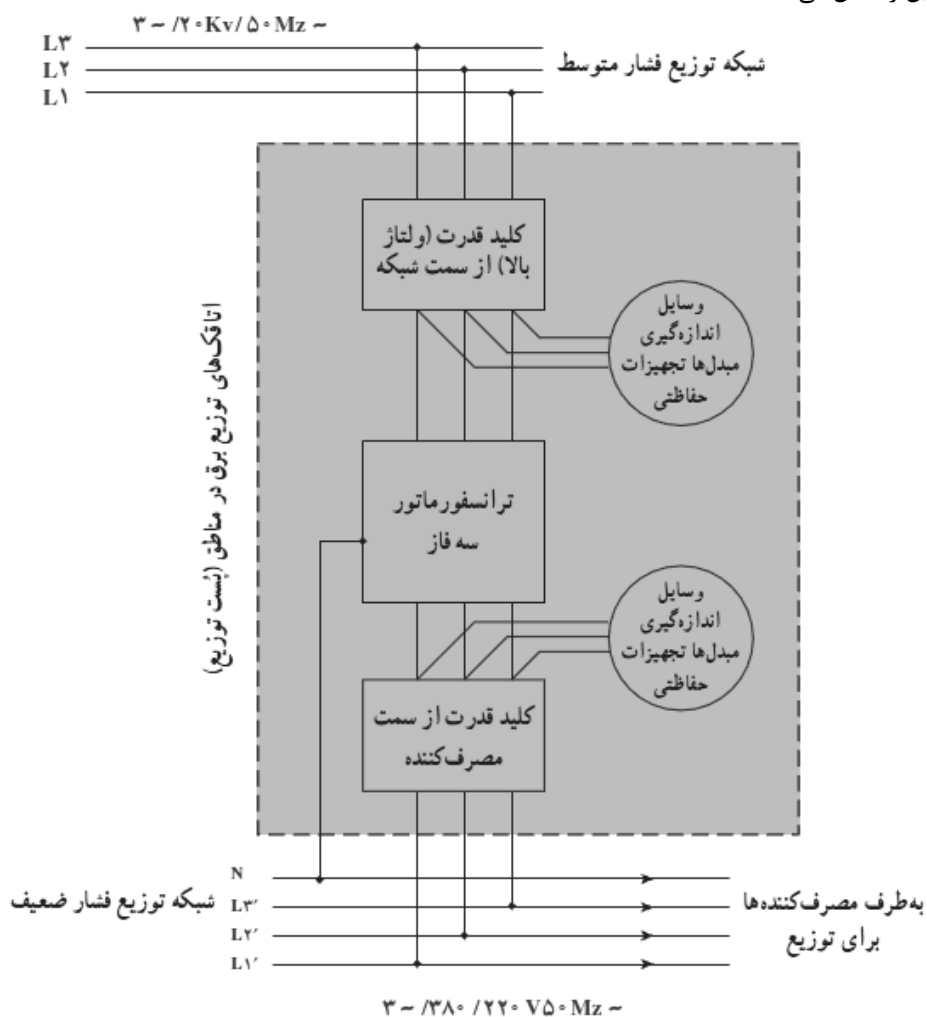 ۳ ~ /۲۰Kv/۵۰Mz ~
L۳
L۲
L۱
شبکه توزیع فشار متوسط
کلید قدرت (ولتاژ
بالا) از سمت شبکه
وسایل
اندازه‌گیری
مبدل‌ها تجهیزات
حفاظتی
اتاقک‌های توزیع برق در مناطق (پُست توزیع)
ترانسفورماتور
سه فاز
وسایل
اندازه‌گیری
مبدل‌ها تجهیزات
حفاظتی
کلید قدرت از سمت
مصرف‌کننده
شبکه توزیع فشار ضعیف
N
L۳′
L۲′
L۱′
به‌طرف مصرف‌کننده‌ها
برای توزیع
۳ ~ /۳۸۰ /۲۲۰ V۵۰Mz ~